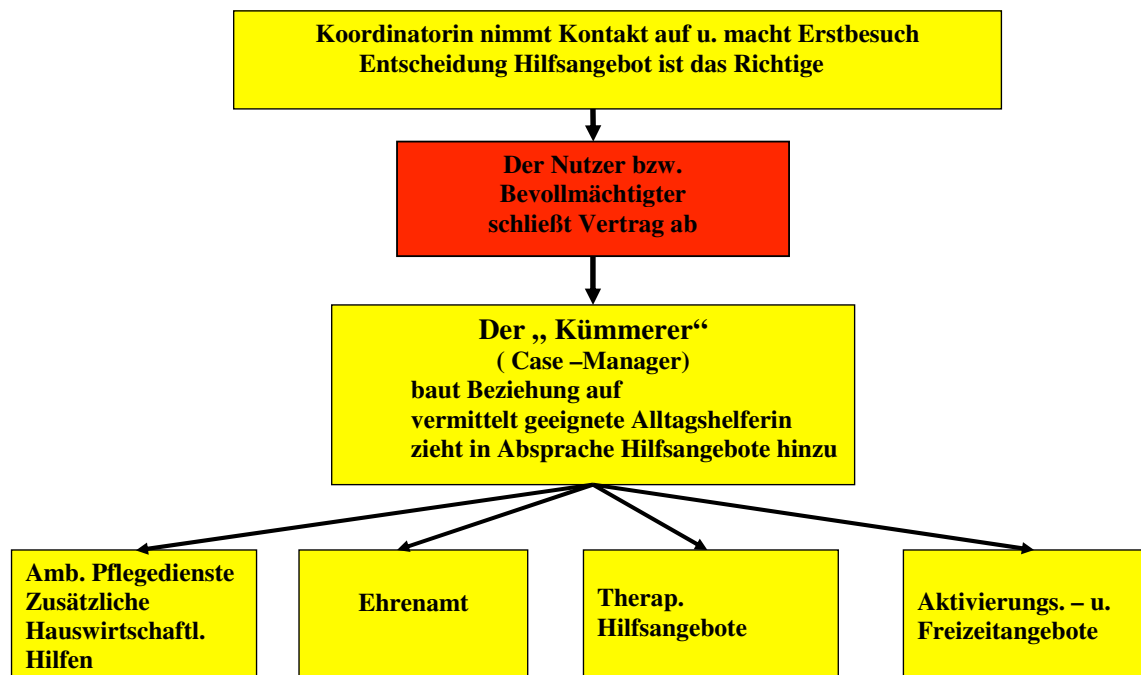 Koordinatorin nimmt Kontakt auf u. macht Erstbesuch
Entscheidung Hilfsangebot ist das Richtige
Der Nutzer bzw.
Bevollmächtigter
schließt Vertrag ab
Der „ Kümmerer“
( Case –Manager)
baut Beziehung auf
vermittelt geeignete Alltagshelferin
zieht in Absprache Hilfsangebote hinzu
Amb. Pflegedienste
Zusätzliche
Hauswirtschaftl.
Hilfen
Ehrenamt
Therap.
Hilfsangebote
Aktivierungs. – u.
Freizeitangebote